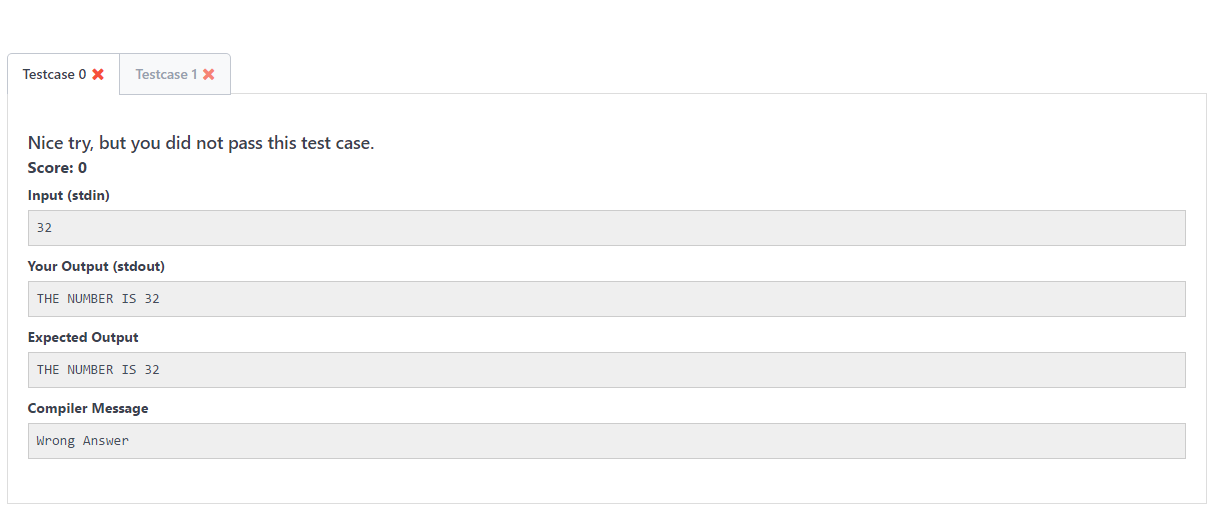 Testcase 0 Testcase 1
Nice try, but you did not pass this test case.
Score: 0
Input (stdin)
32
Your Output (stdout)
THE NUMBER IS 32
Expected Output
THE NUMBER IS 32
Compiler Message
Wrong Answer